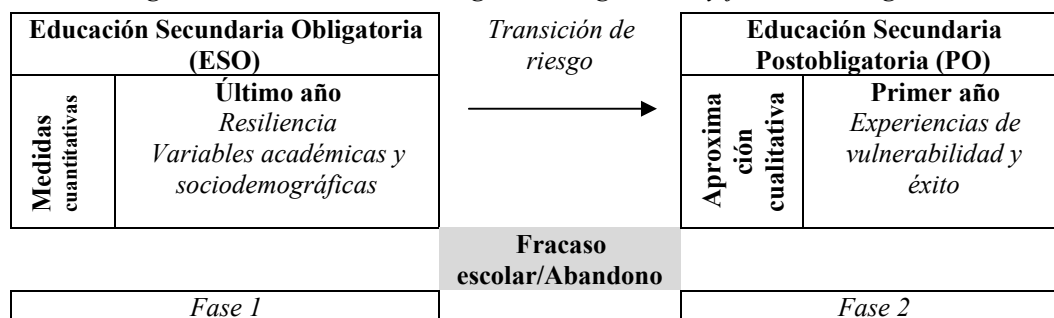 Educación Secundaria Obligatoria
(ESO)
Transición de
riesgo
Educación Secundaria
Postobligatoria (PO)
Medidas
cuantitativas
Último año
Resiliencia
Variables académicas y
sociodemográficas
Aproxima
ción
cualitativa
Primer año
Experiencias de
vulnerabilidad y
éxito
Fracaso
escolar/Abandono
Fase 1
Fase 2